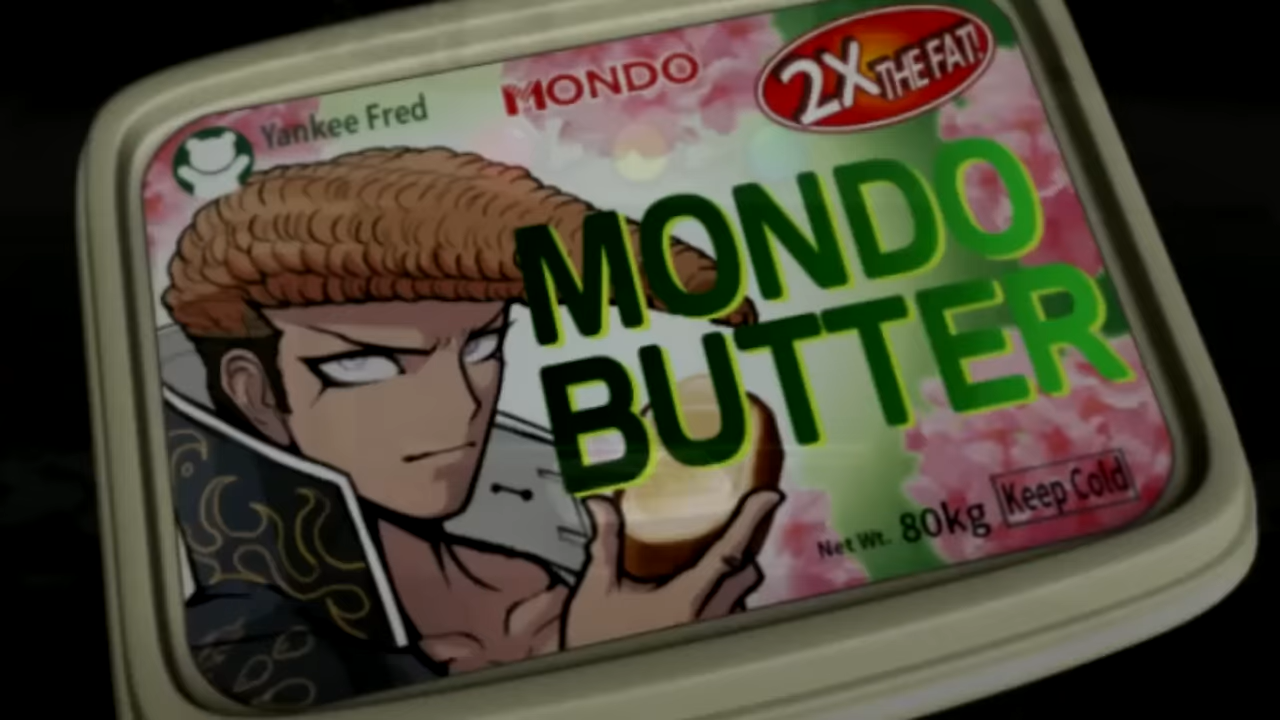 Yankee Fred
MONDO
2X THE FAT!
MONDO
BUTTER
Net Wt. 80kg
Keep Cold